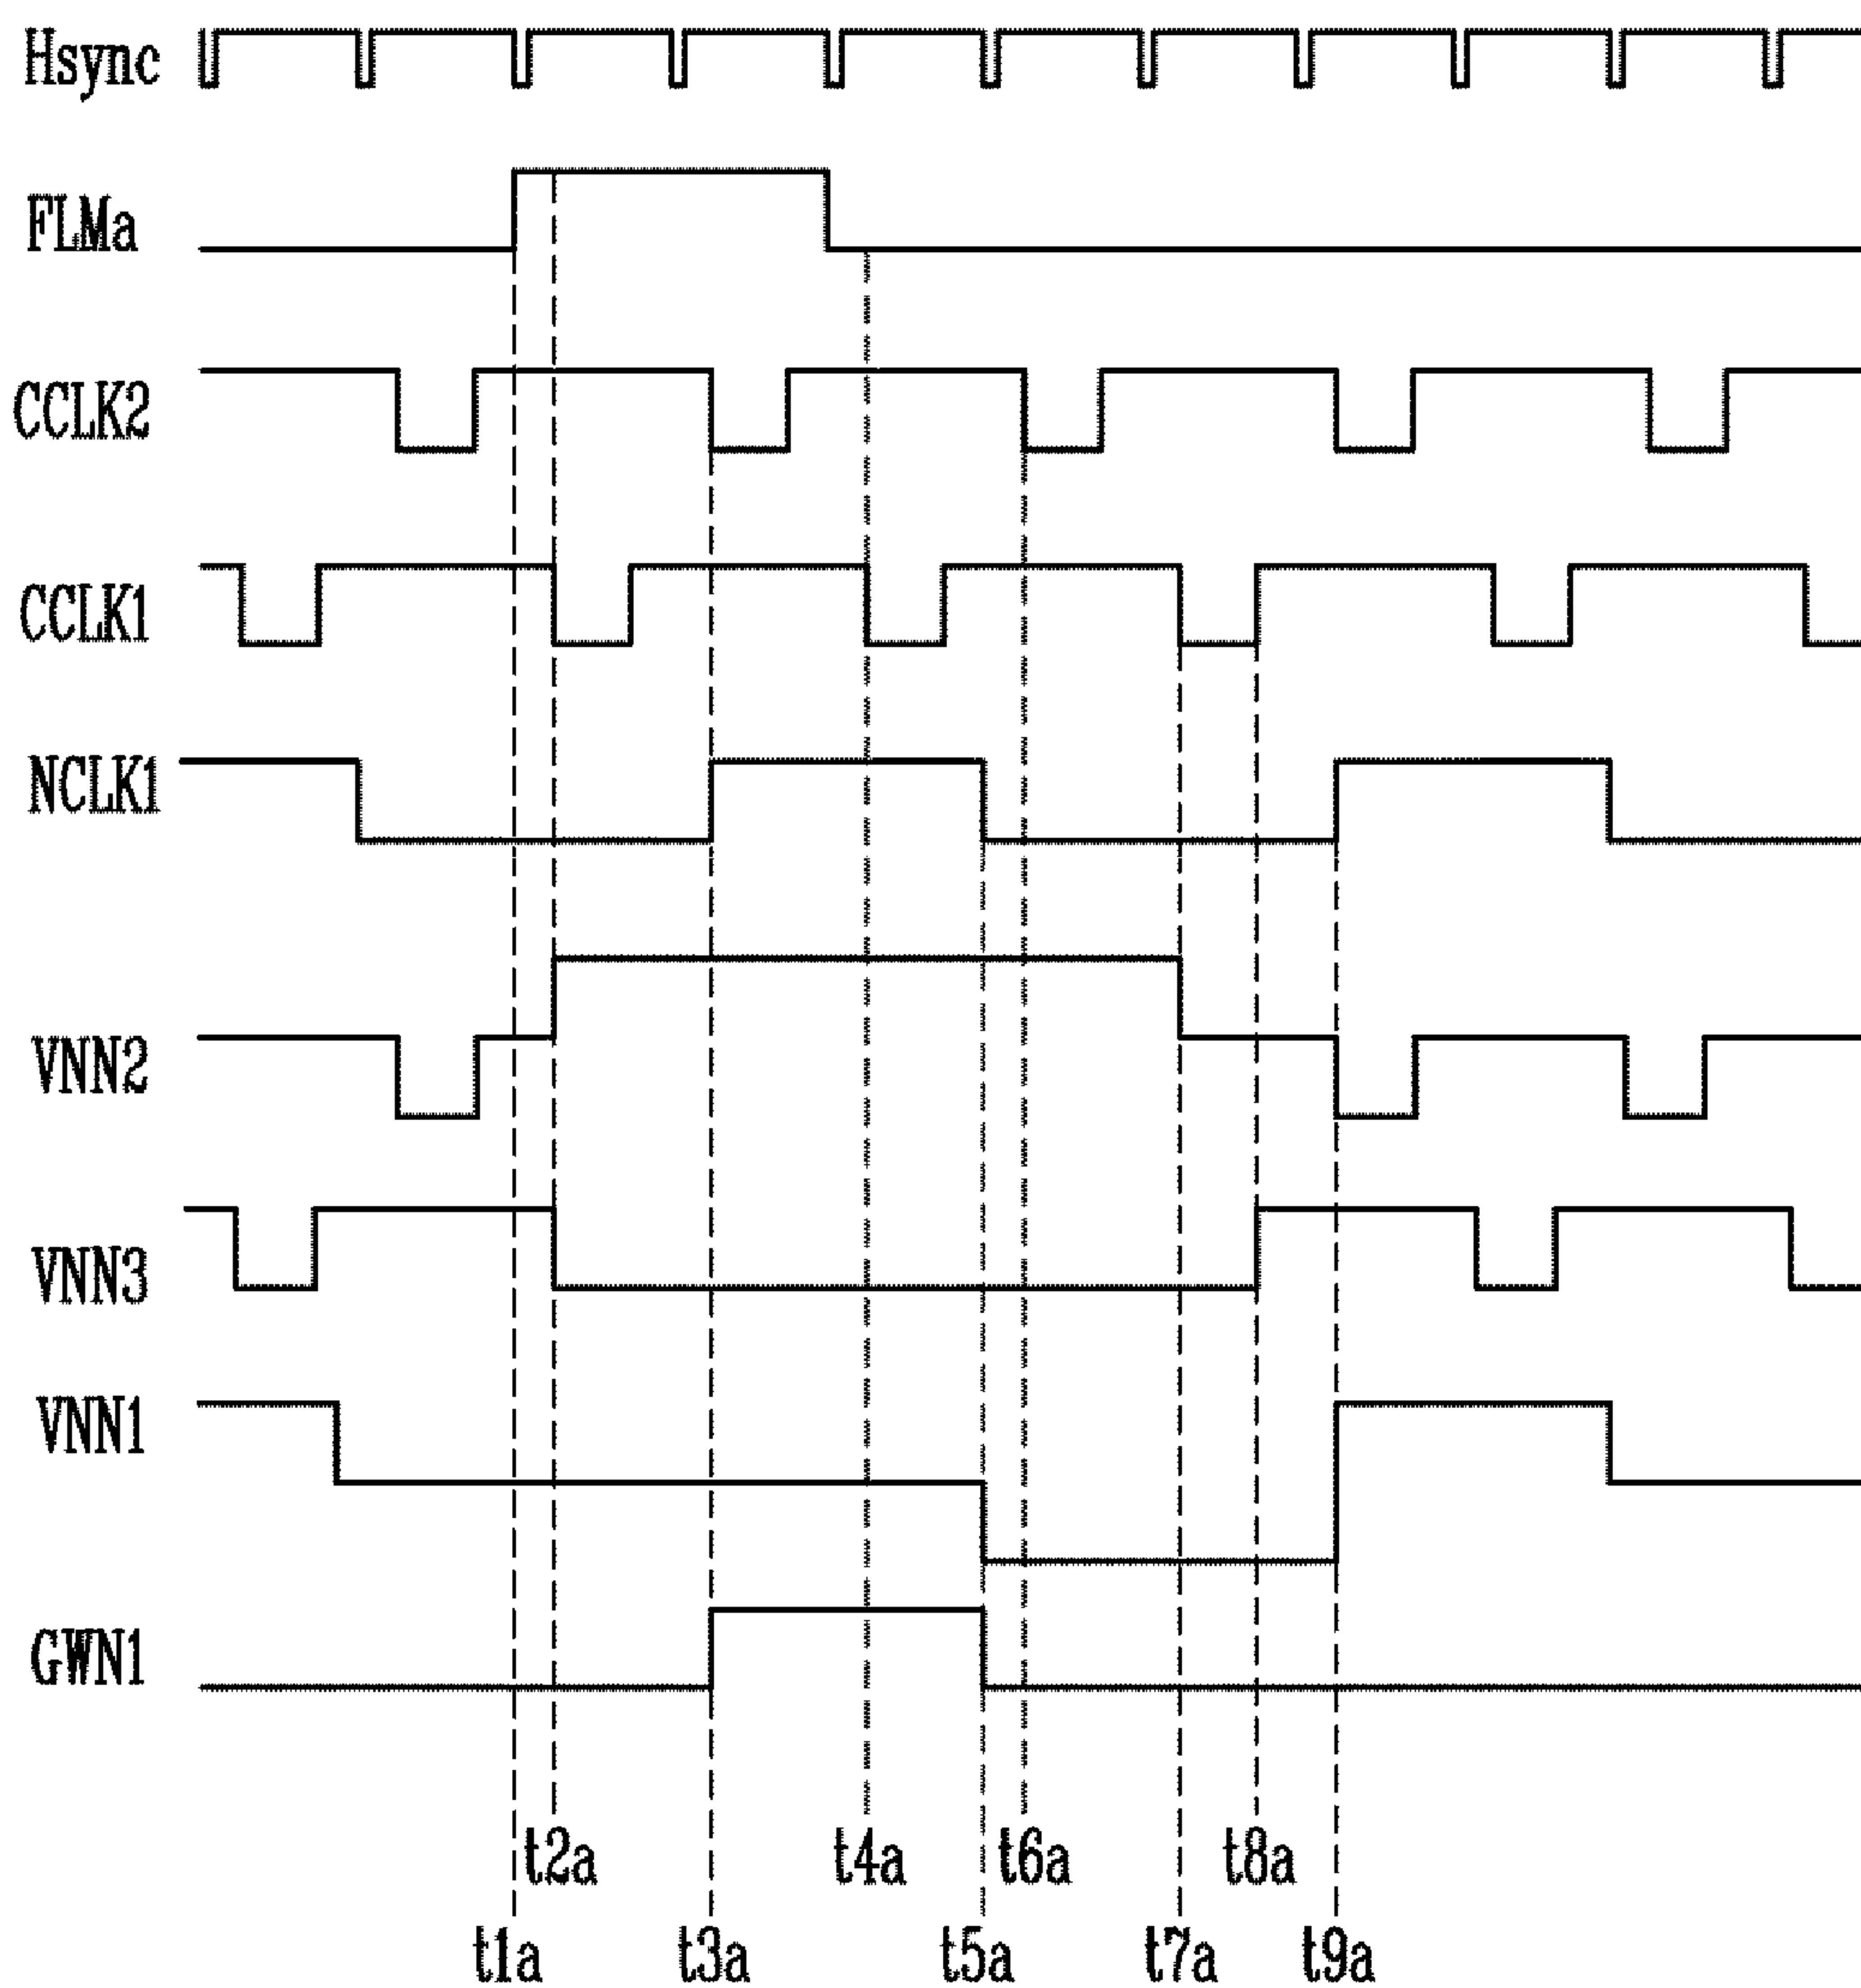 Hsync
FLMa
CCLK2
CCLK1
NCLK1
VNN2
VNN3
VNN1
GWN1
t2a t4a t6a t8a
t1a t3a t5a t7a t9a